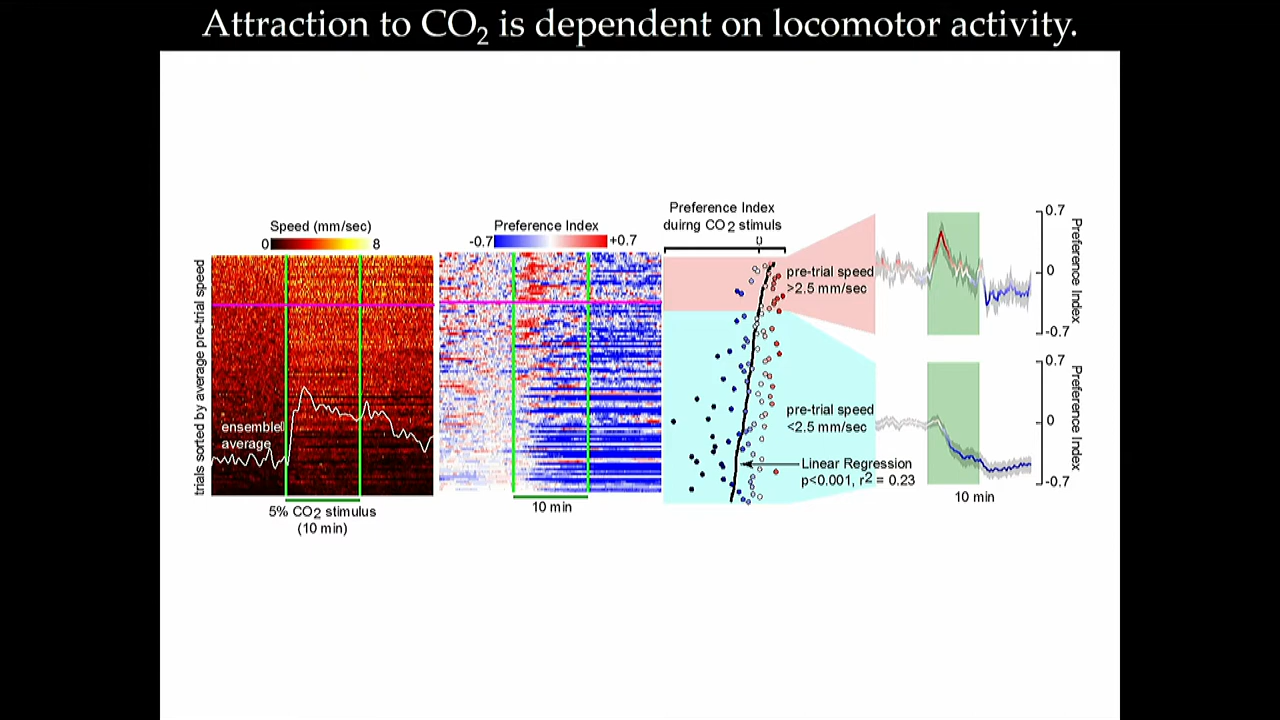 Attraction to CO2 is dependent on locomotor activity.
Speed (mm/sec)
0 8
trials sorted by average pre-trial speed
ensemble
average
5% CO2 stimulus
(10 min)
Preference Index
-0.7 +0.7
10 min
Preference Index
duirng CO2 stimuls
0
pre-trial speed
>2.5 mm/sec
pre-trial speed
<2.5 mm/sec
Linear Regression
p<0.001, r2 = 0.23
0.7
0
-0.7
Preference Index
0.7
0
-0.7
Preference Index
10 min